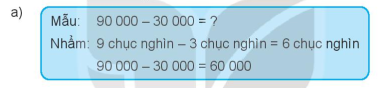 a)
Mẫu: 90 000 – 30 000 = ?
Nhẩm: 9 chục nghìn – 3 chục nghìn = 6 chục nghìn
90 000 – 30 000 = 60 000